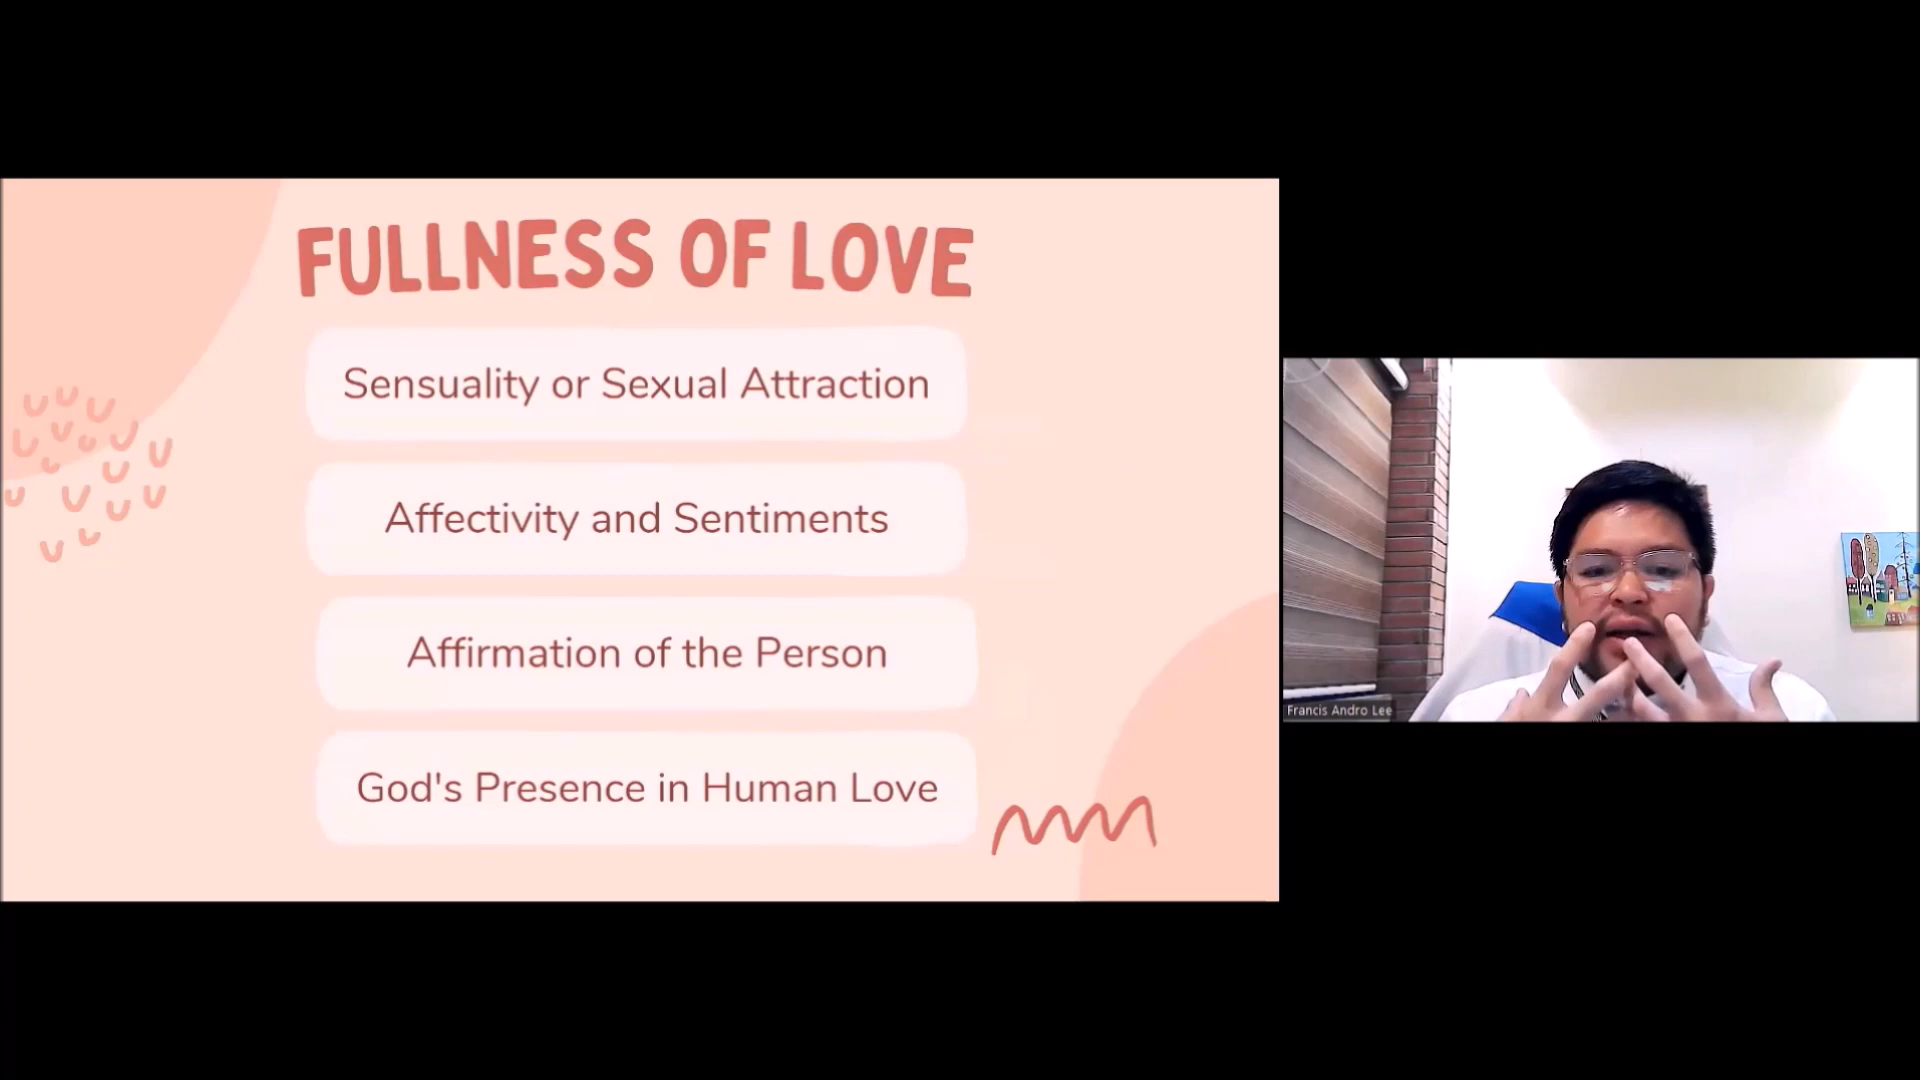 FULLNESS OF LOVE
Sensuality or Sexual Attraction
Affectivity and Sentiments
Affirmation of the Person
God's Presence in Human Love
Francis Andro Lee